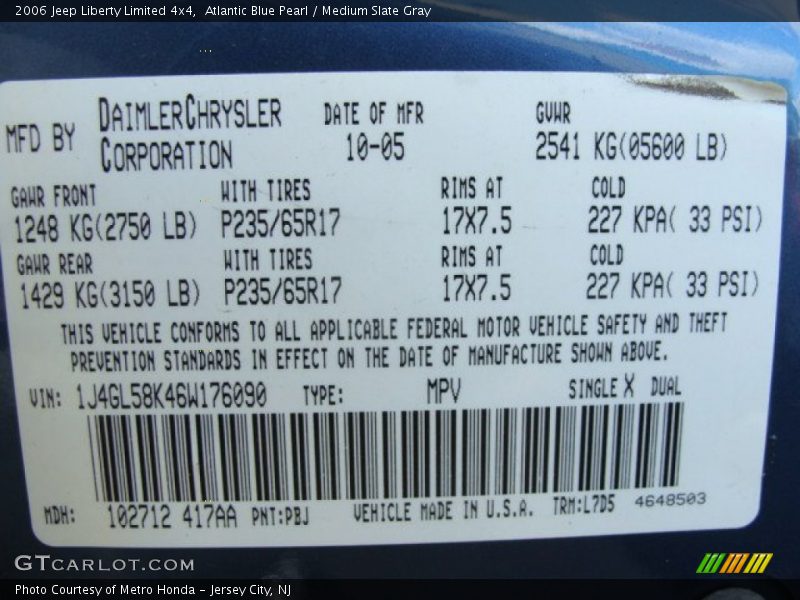 2006 Jeep Liberty Limited 4x4,  Atlantic Blue Pearl / Medium Slate Gray
MFD BY DAIMLERCHRYSLER CORPORATION DATE OF MFR 10-05 GVWR 2541 KG(05600 LB)
GAWR FRONT WITH TIRES RIMS AT COLD
1248 KG(2750 LB) P235/65R17 17X7.5 227 KPA( 33 PSI)
GAWR REAR WITH TIRES RIMS AT COLD
1429 KG(3150 LB) P235/65R17 17X7.5 227 KPA( 33 PSI)
THIS VEHICLE CONFORMS TO ALL APPLICABLE FEDERAL MOTOR VEHICLE SAFETY AND THEFT
PREVENTION STANDARDS IN EFFECT ON THE DATE OF MANUFACTURE SHOWN ABOVE.
VIN: 1J4GL58K46W176090 TYPE: MPV SINGLE X DUAL
MDH: 102712 417AA PNT:PBJ VEHICLE MADE IN U.S.A. TRM:L7D5 4648503
GTCARLOT.COM
Photo Courtesy of Metro Honda – Jersey City, NJ